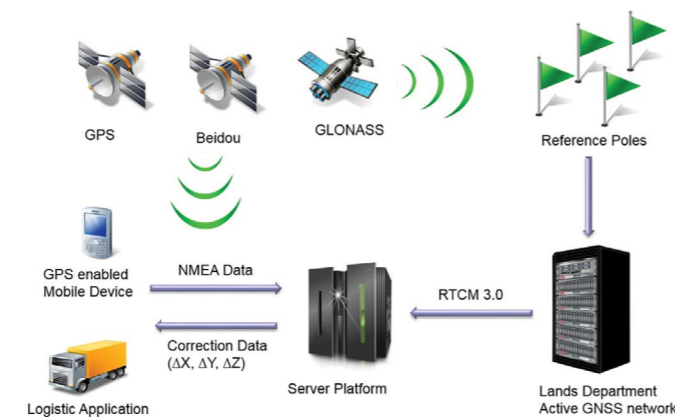 GPS
Beidou
GLONASS
Reference Poles
GPS enabled
Mobile Device
NMEA Data
RTCM 3.0
Correction Data
(ΔX, ΔY, ΔZ)
Logistic Application
Server Platform
Lands Department
Active GNSS network